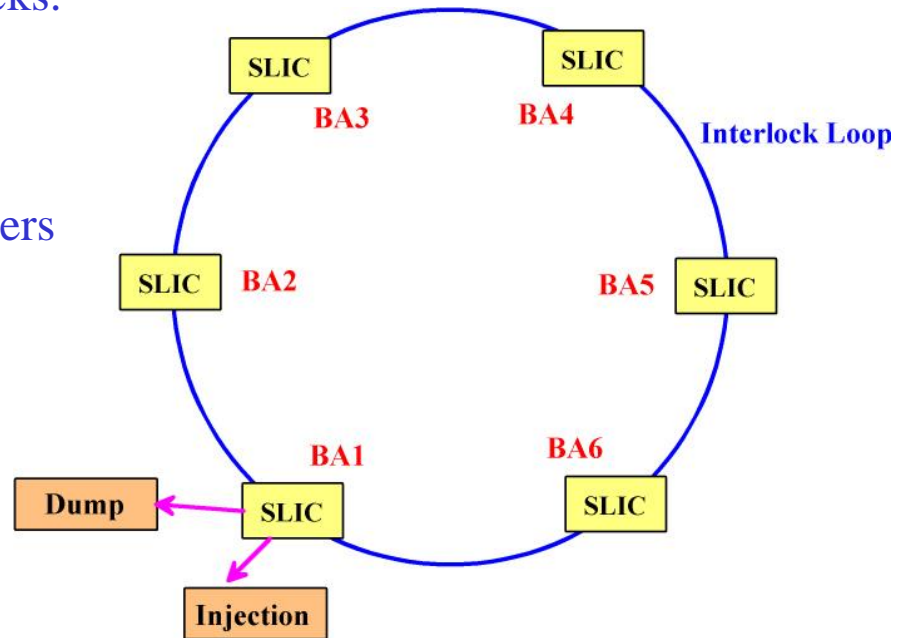 SLIC
SLIC
BA3
BA4
Interlock Loop
SLIC
BA2
BA5
SLIC
BA1
BA6
Dump
SLIC
SLIC
Injection